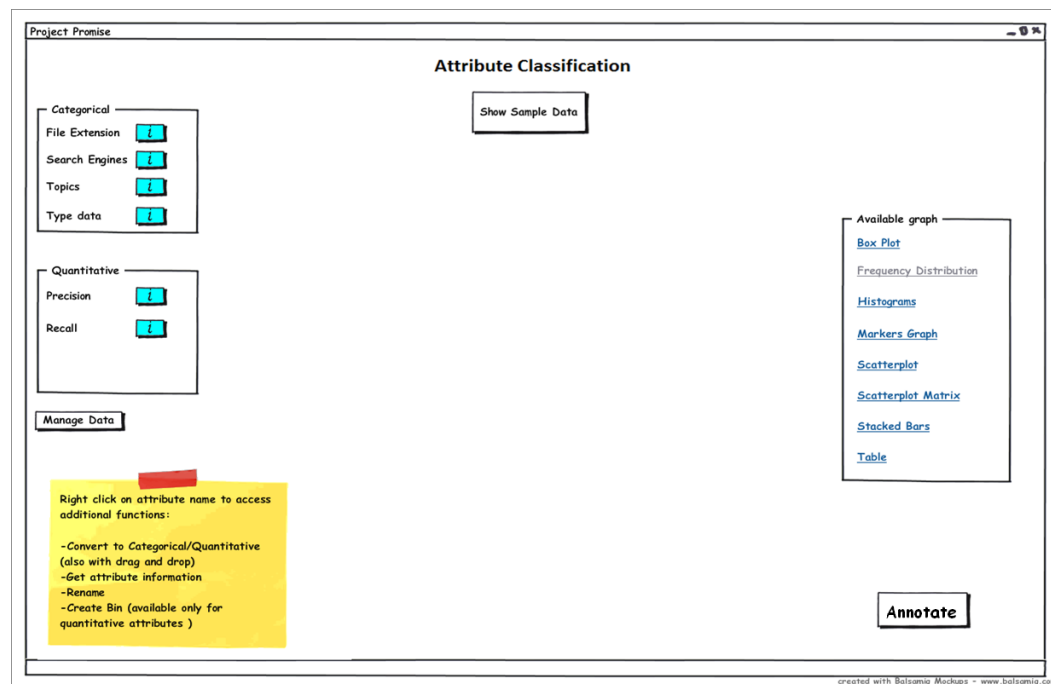 Project Promise
Attribute Classification
Show Sample Data
Categorical
File Extension i
Search Engines i
Topics i
Type data i
Quantitative
Precision i
Recall i
Manage Data
Available graph
Box Plot
Frequency Distribution
Histograms
Markers Graph
Scatterplot
Scatterplot Matrix
Stacked Bars
Table
Right click on attribute name to access
additional functions:
-Convert to Categorical/Quantitative
(also with drag and drop)
-Get attribute information
-Rename
-Create Bin (available only for
quantitative attributes )
Annotate
created with Balsamiq Mockups - www.balsamiq.co